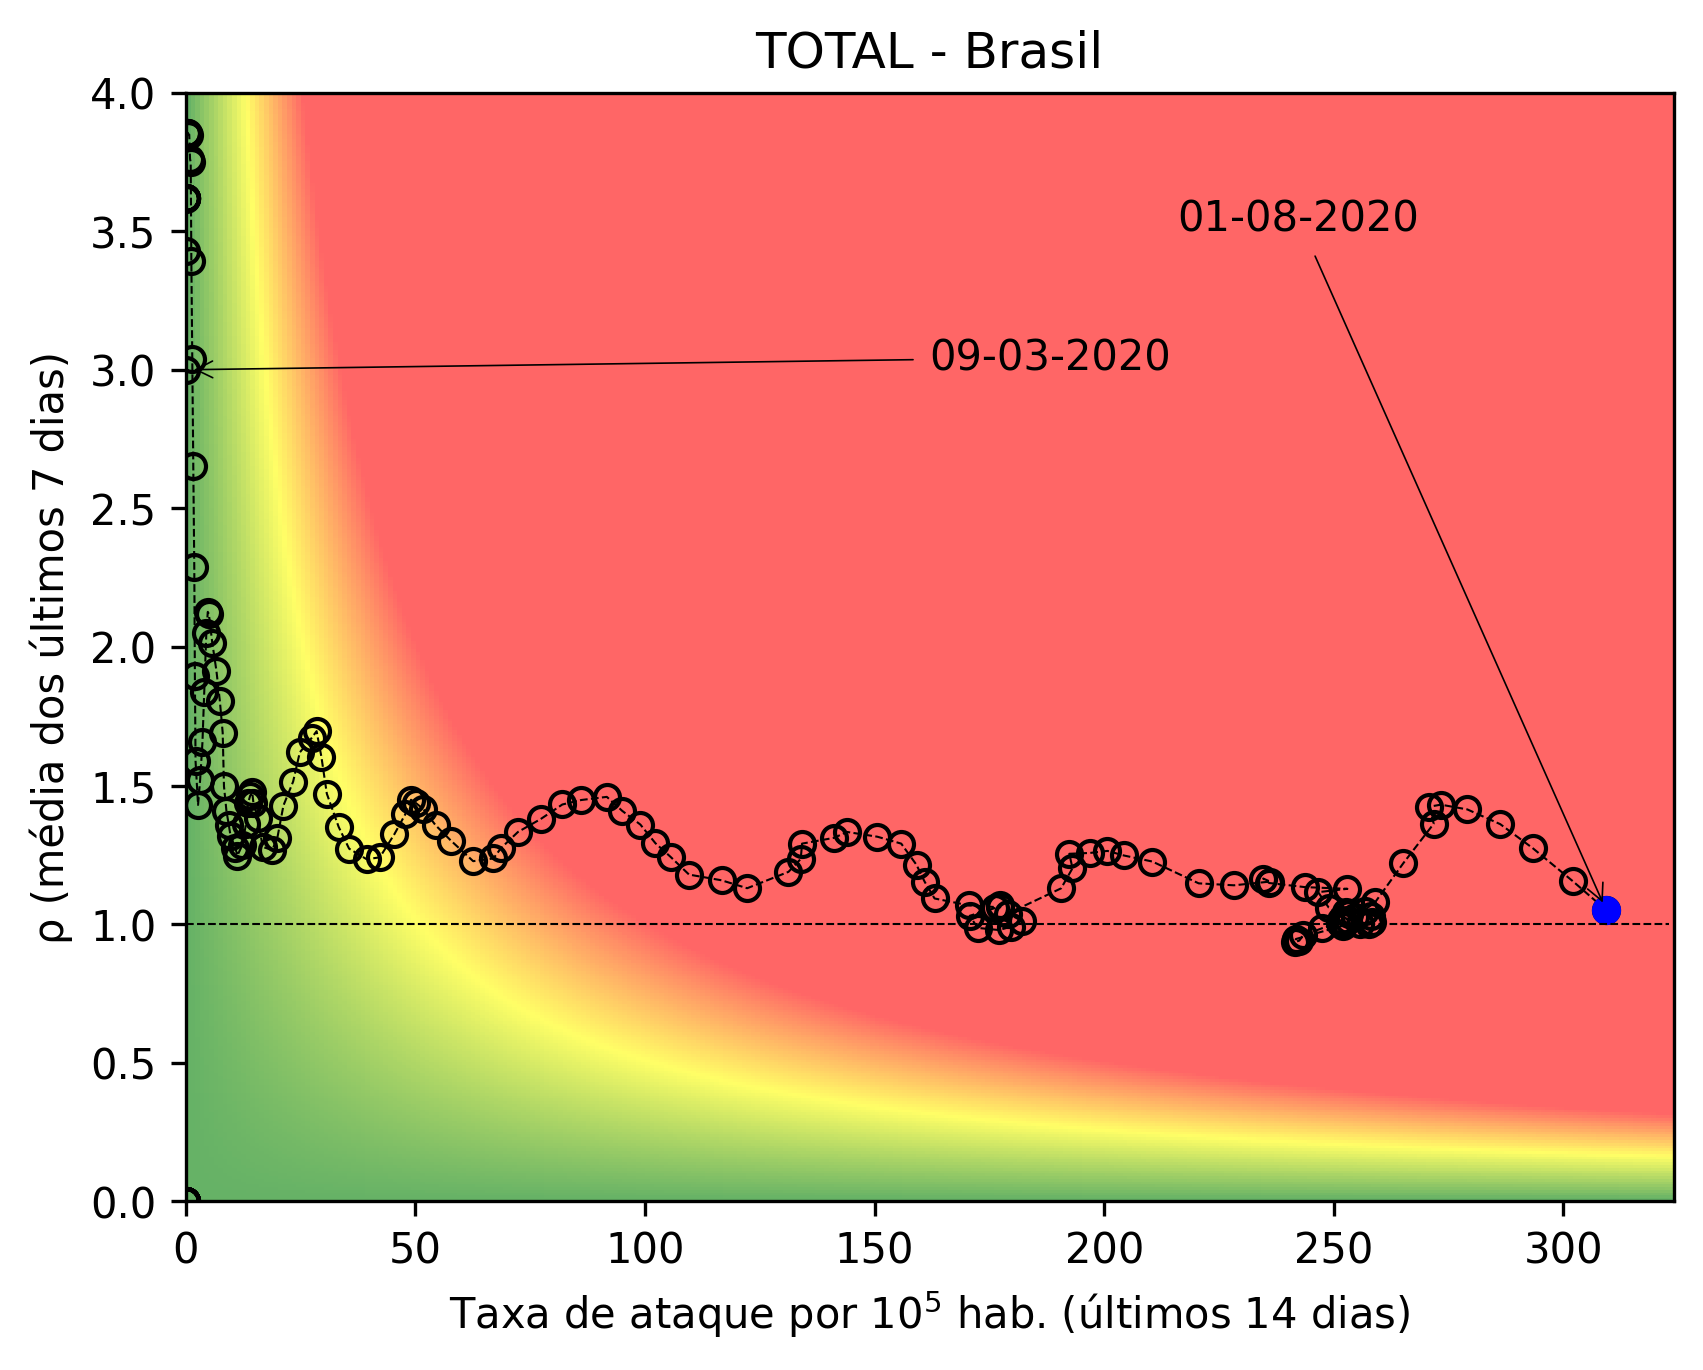 TOTAL - Brasil
4.0
3.5
3.0
2.5
2.0
1.5
1.0
0.5
0.0
ρ (média dos últimos 7 dias)
01-08-2020
09-03-2020
0 50 100 150 200 250 300
Taxa de ataque por 10⁵ hab. (últimos 14 dias)